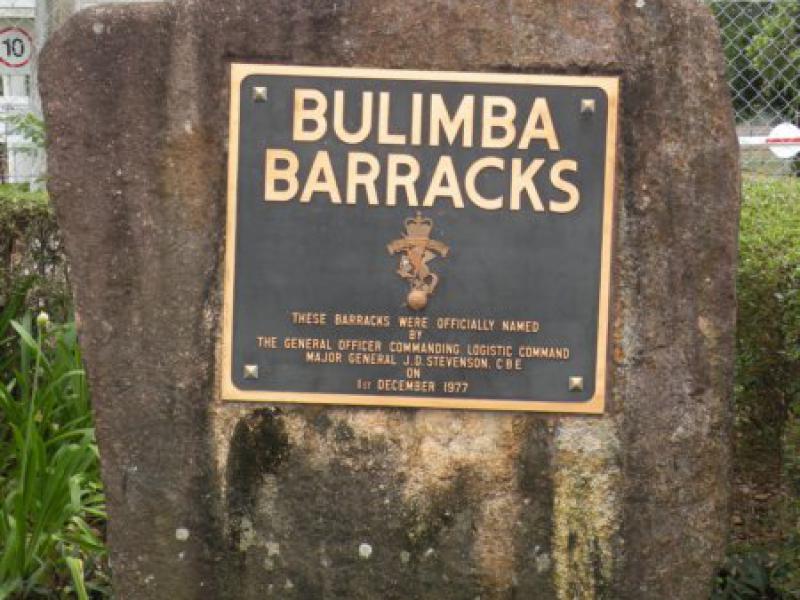 10
BULIMBA
BARRACKS
THESE BARRACKS WERE OFFICIALLY NAMED
BY
THE GENERAL OFFICER COMMANDING LOGISTIC COMMAND
MAJOR GENERAL J.D. STEVENSON, C B E
ON
1ST DECEMBER 1977